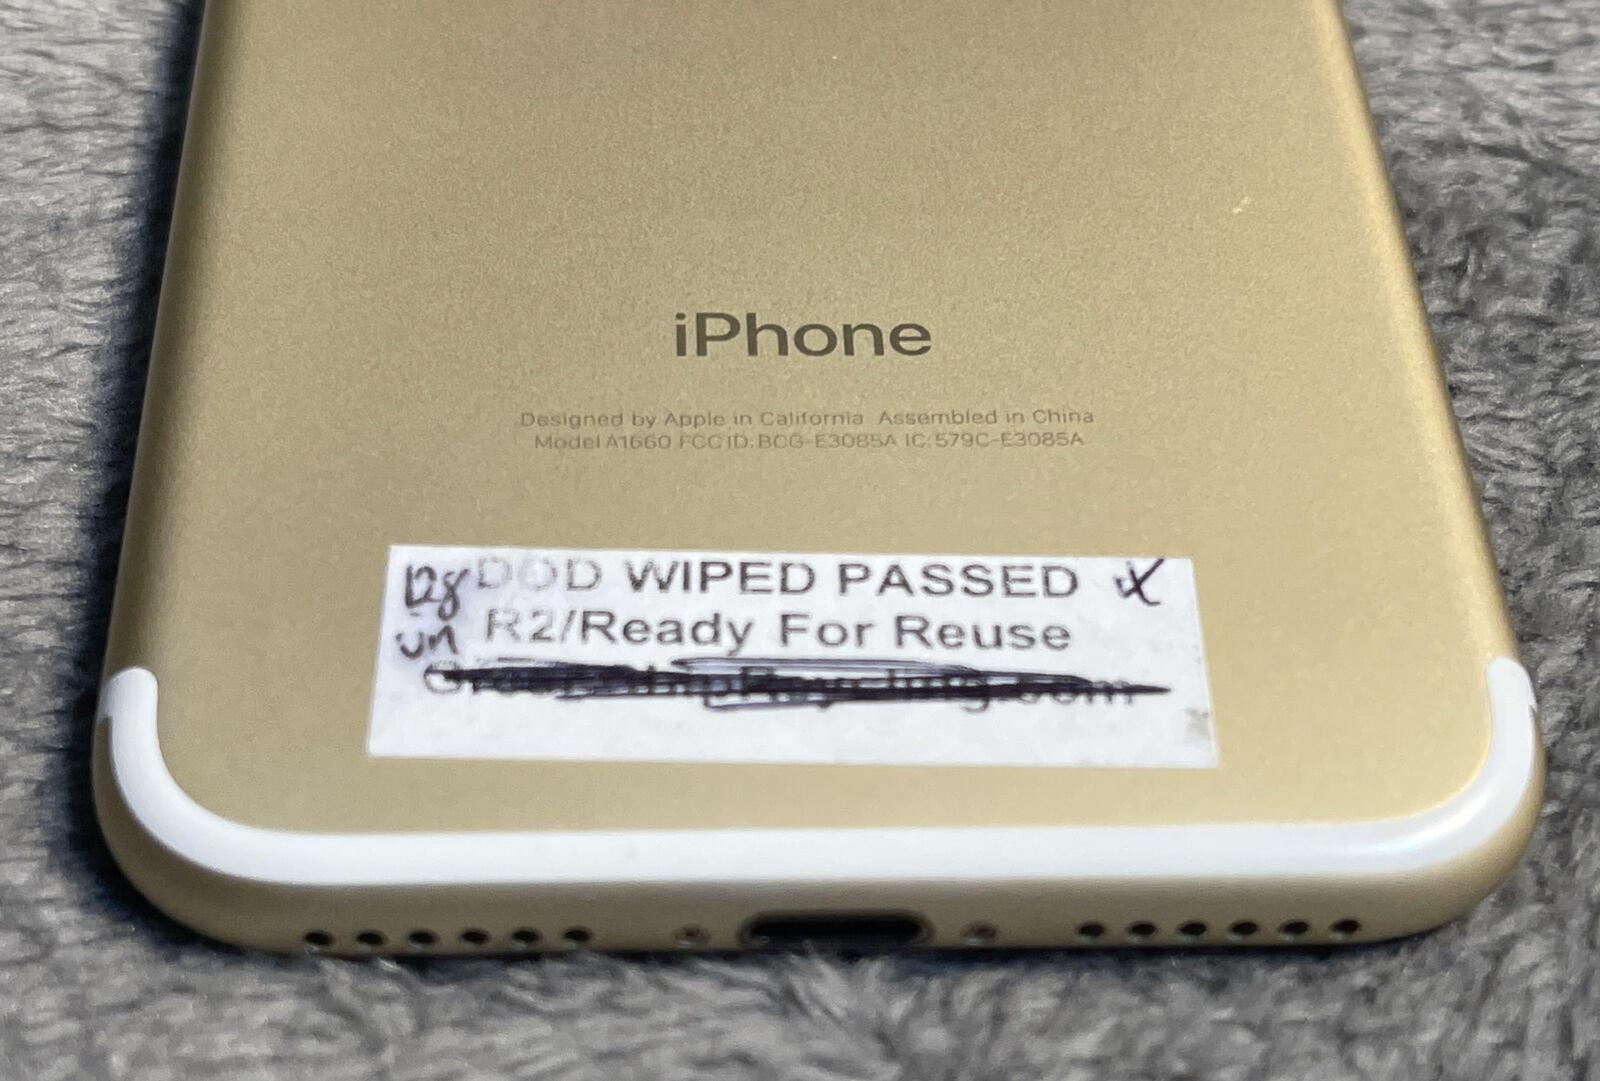 iPhone
Designed by Apple in California Assembled in China
Model A1660 FCC ID:BCG-E3085A IC:579C-E3085A
128 DOD WIPED PASSED
un R2/Ready For Reuse